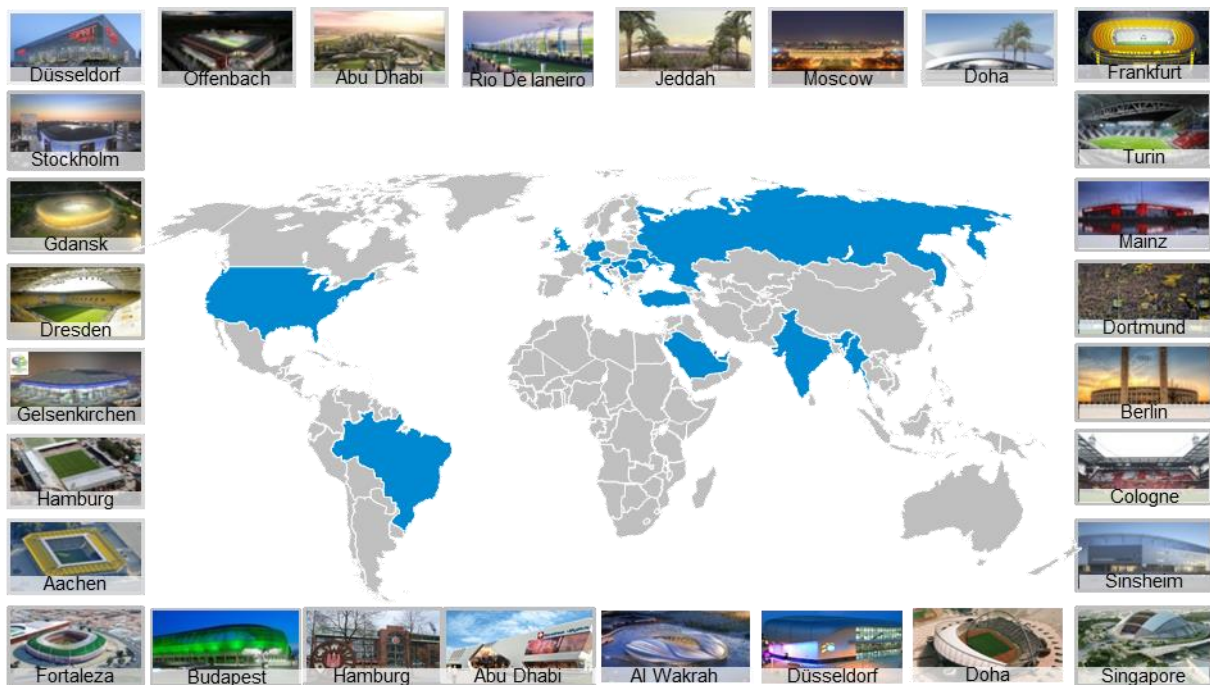 Düsseldorf
Offenbach
Abu Dhabi
Rio De Janeiro
Jeddah
Moscow
Doha
Frankfurt
Stockholm
Turin
Gdansk
Mainz
Dresden
Dortmund
Gelsenkirchen
Berlin
Hamburg
Cologne
Aachen
Sinsheim
Fortaleza
Budapest
Hamburg
Abu Dhabi
Al Wakrah
Düsseldorf
Doha
Singapore